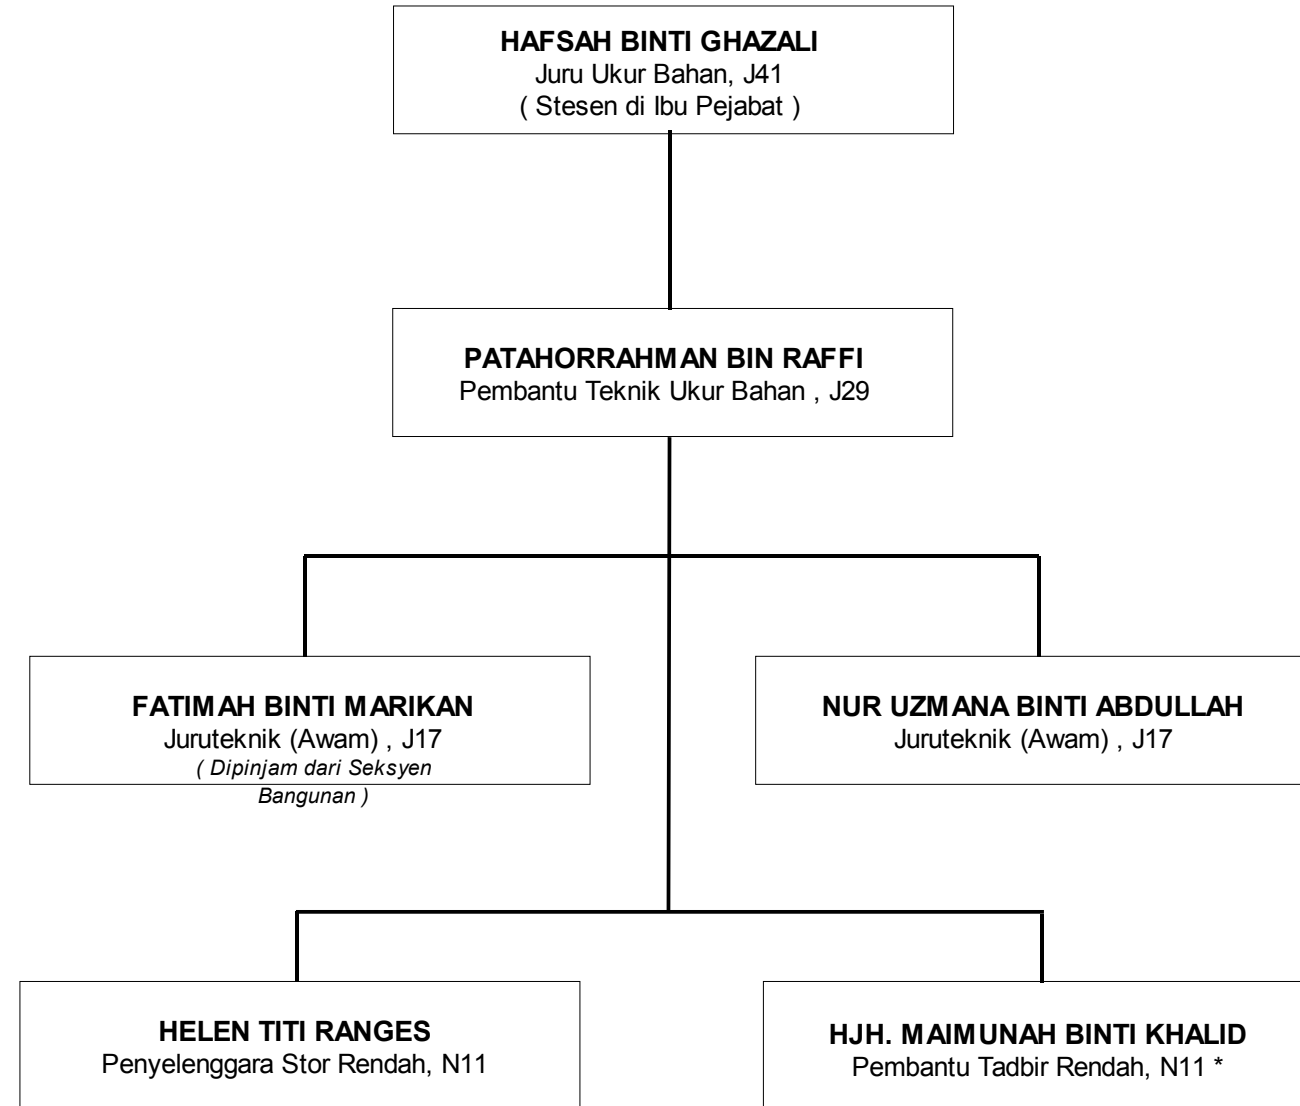 HAFSAH BINTI GHAZALI
Juru Ukur Bahan, J41
( Stesen di Ibu Pejabat )
PATAHORRAHMAN BIN RAFFI
Pembantu Teknik Ukur Bahan , J29
FATIMAH BINTI MARIKAN
Juruteknik (Awam) , J17
( Dipinjam dari Seksyen
Bangunan )
NUR UZMANA BINTI ABDULLAH
Juruteknik (Awam) , J17
HELEN TITI RANGES
Penyelenggara Stor Rendah, N11
HJH. MAIMUNAH BINTI KHALID
Pembantu Tadbir Rendah, N11 *